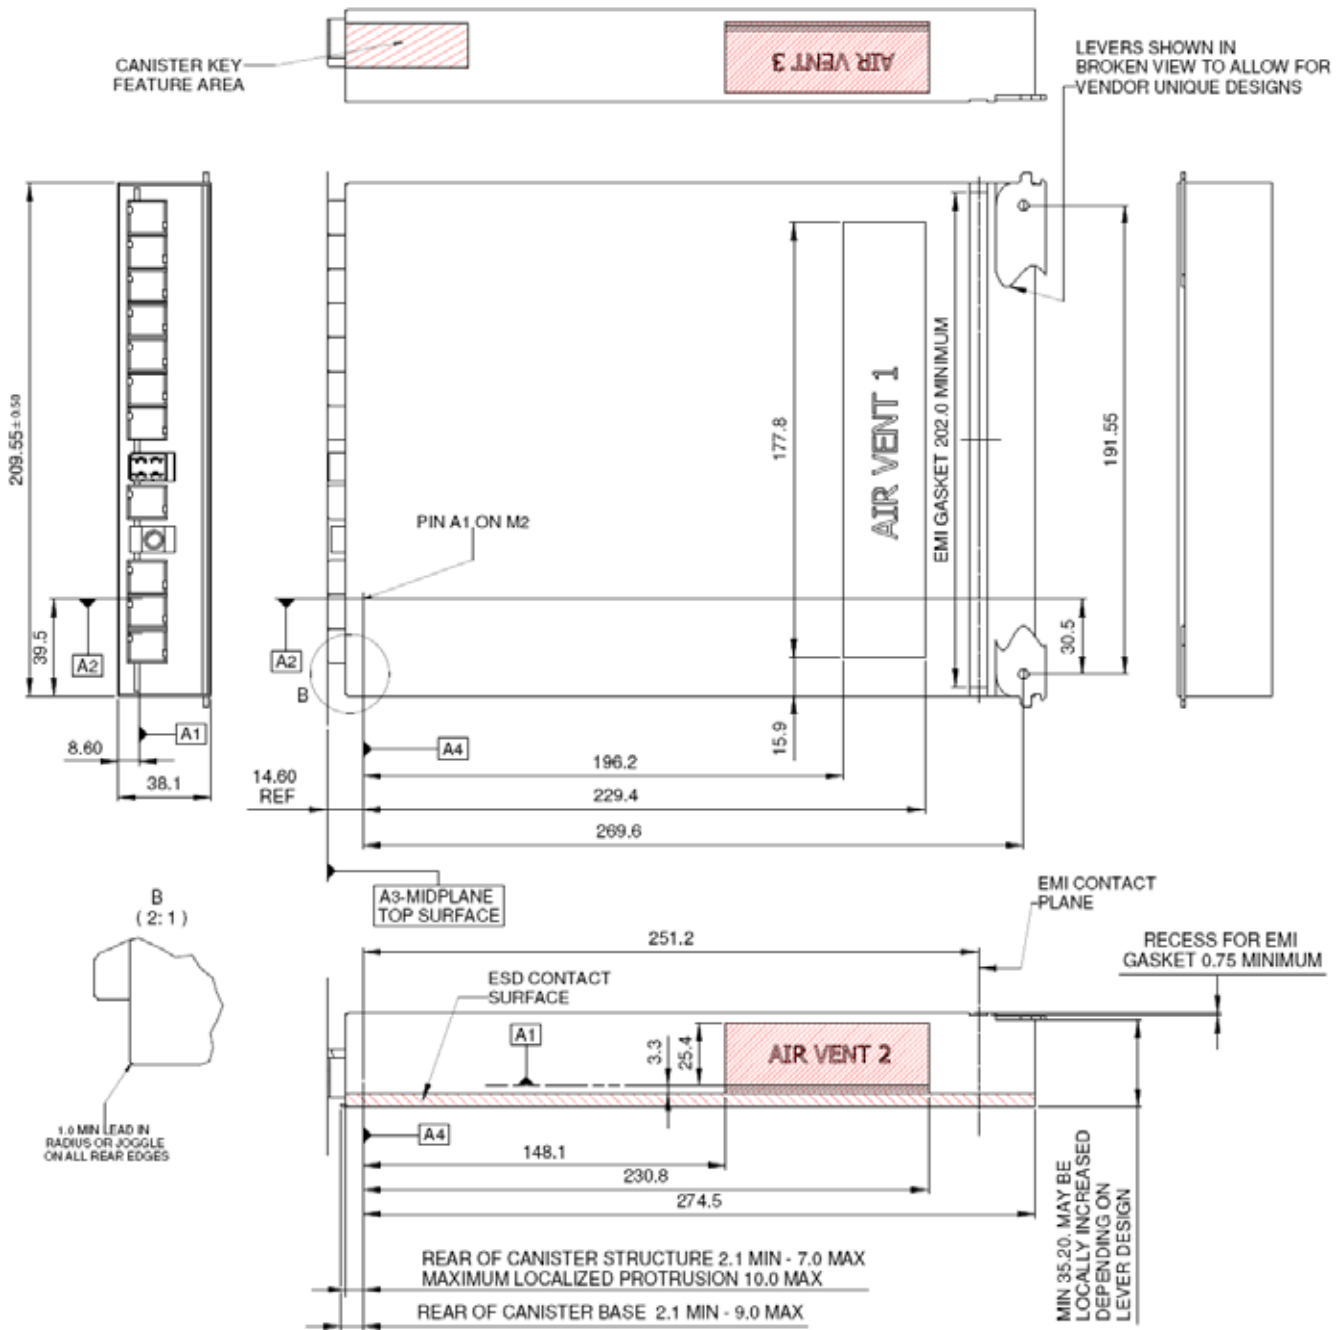 CANISTER KEY
FEATURE AREA
AIR VENT 3
LEVERS SHOWN IN
BROKEN VIEW TO ALLOW FOR
VENDOR UNIQUE DESIGNS
209.55±0.50
39.5
A2
A1
8.60
38.1
PIN A1 ON M2
A2
B
177.8
AIR VENT 1
EMI GASKET 202.0 MINIMUM
191.55
30.5
15.9
A4
196.2
14.60
REF
229.4
269.6
A3-MIDPLANE
TOP SURFACE
B
( 2: 1 )
1.0 MIN LEAD IN
RADIUS OR JOGGLE
ON ALL REAR EDGES
EMI CONTACT
PLANE
251.2
RECESS FOR EMI
GASKET 0.75 MINIMUM
ESD CONTACT
SURFACE
A1
3.3
25.4
AIR VENT 2
A4
148.1
230.8
274.5
MIN 35.20. MAY BE
LOCALLY INCREASED
DEPENDING ON
LEVER DESIGN
REAR OF CANISTER STRUCTURE 2.1 MIN - 7.0 MAX
MAXIMUM LOCALIZED PROTRUSION 10.0 MAX
REAR OF CANISTER BASE 2.1 MIN - 9.0 MAX